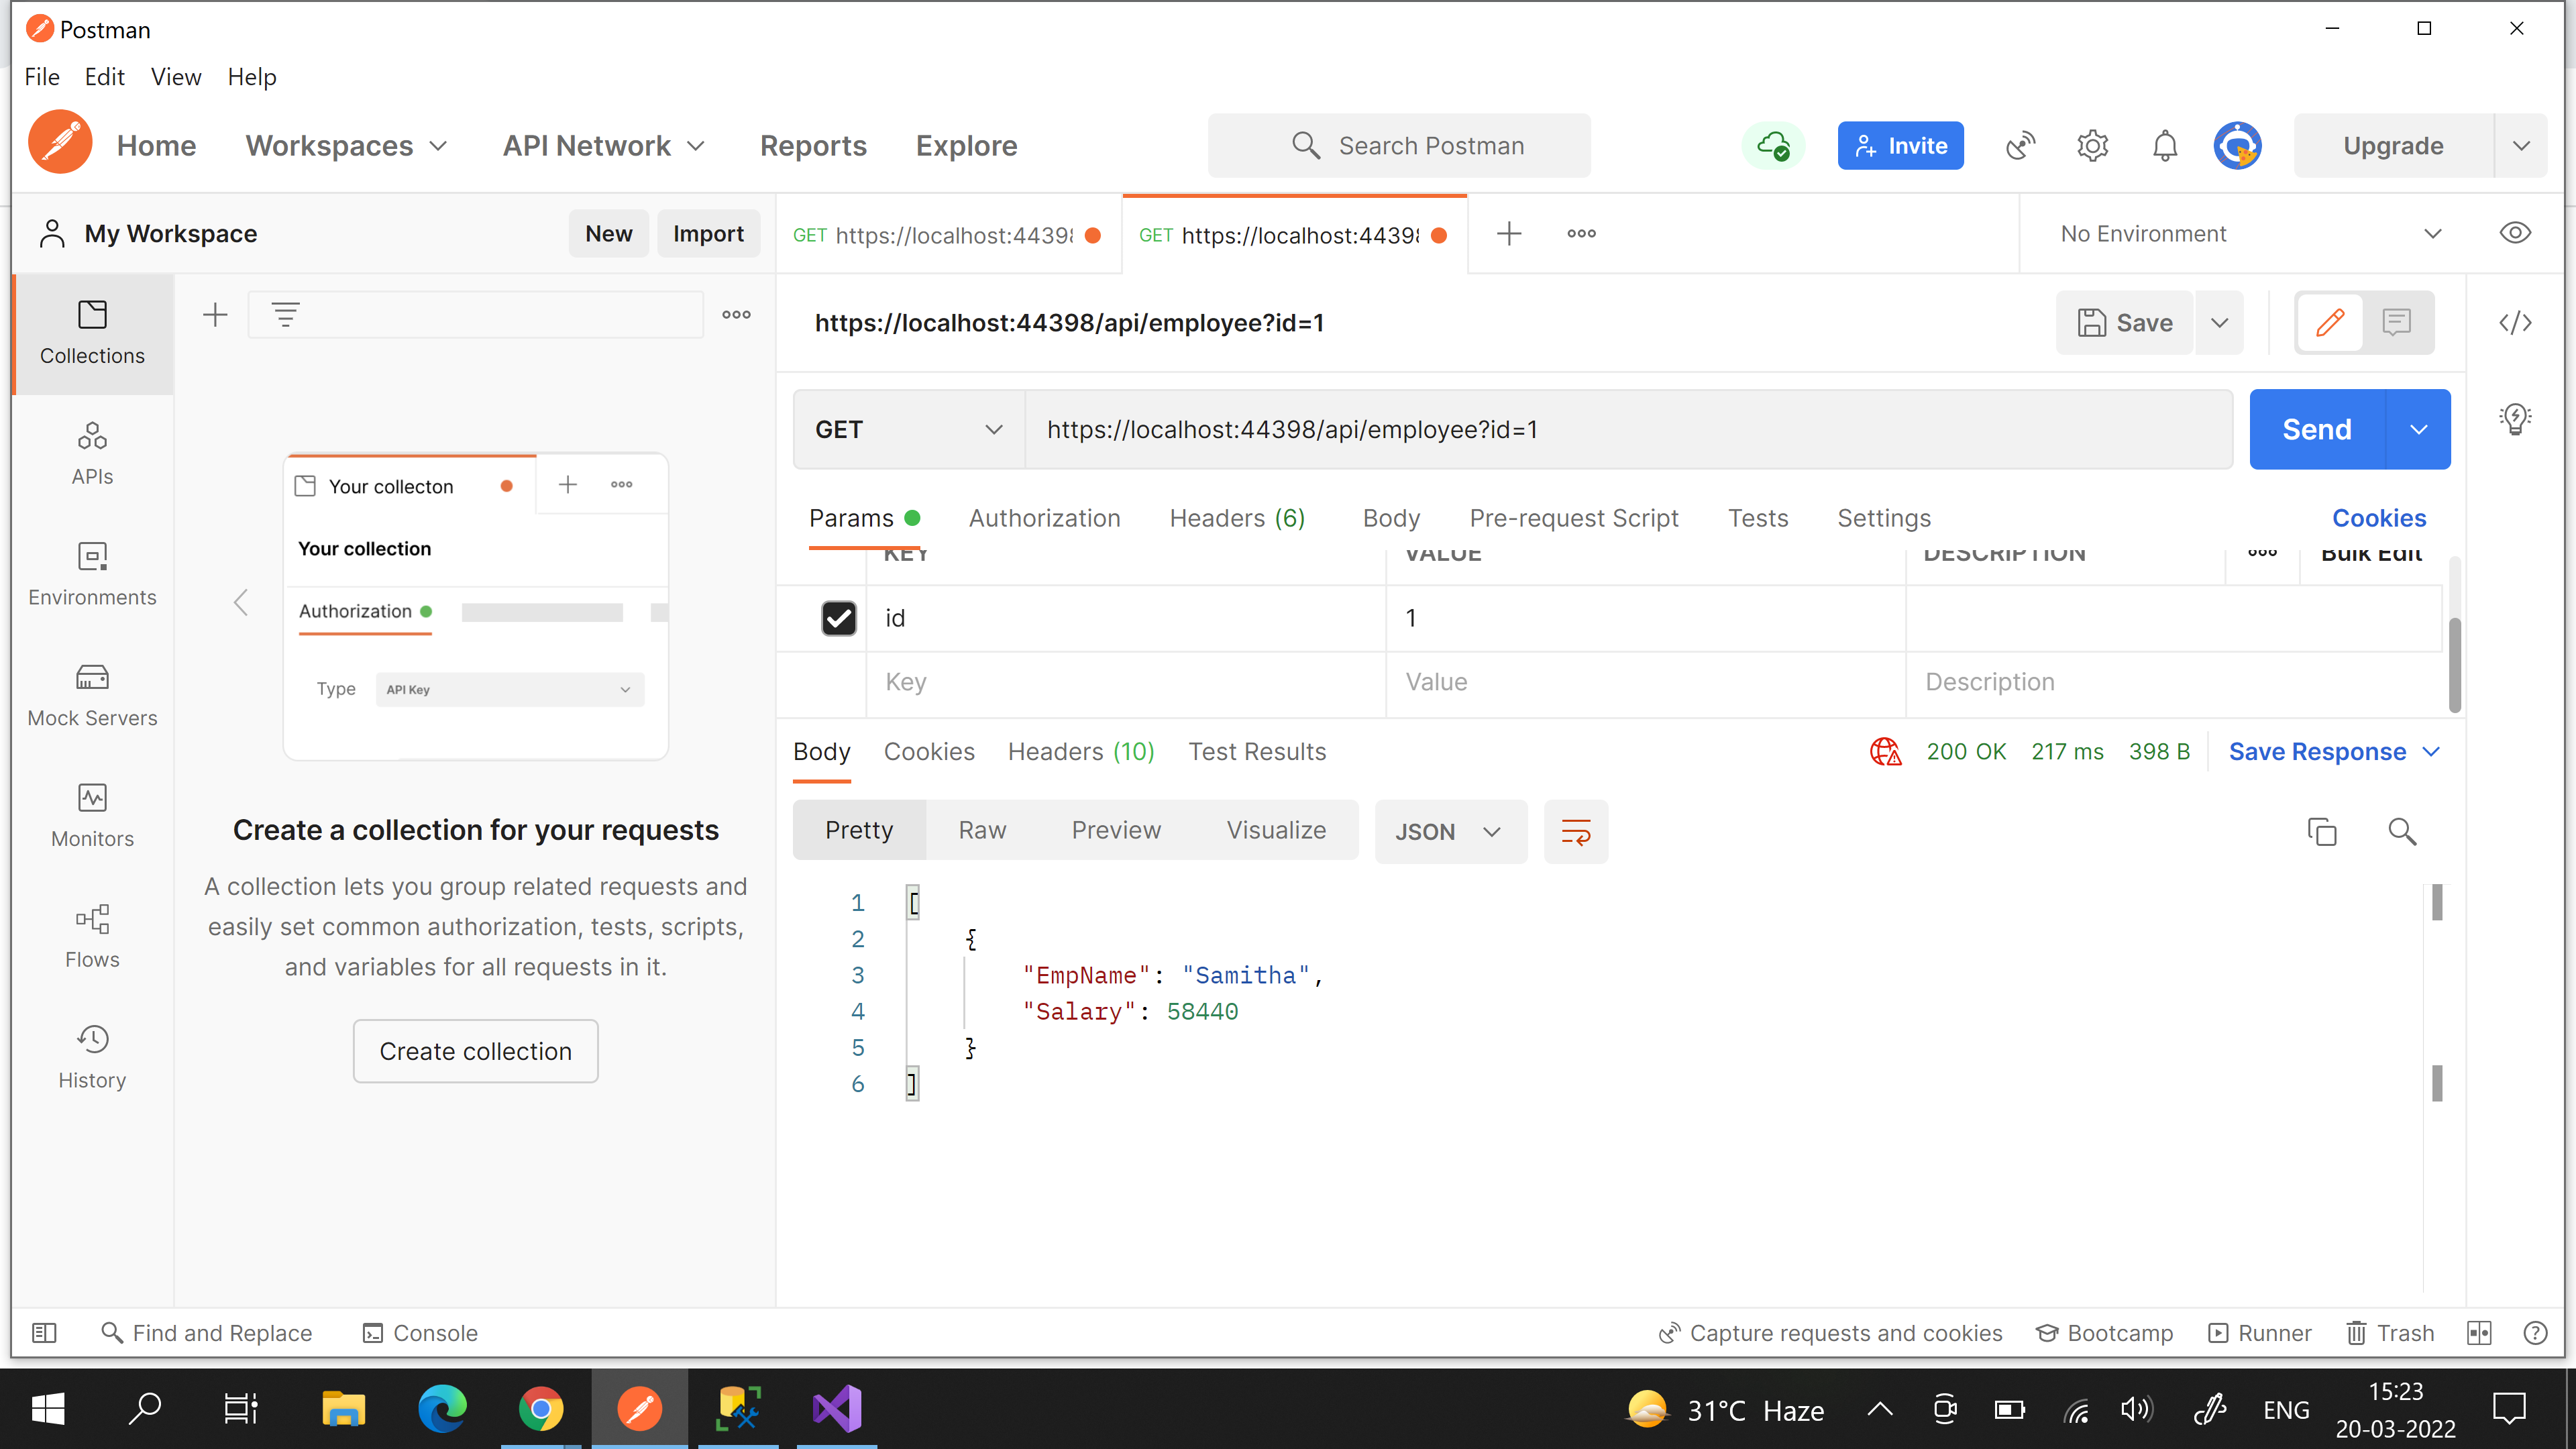 Postman
File Edit View Help
Home Workspaces API Network Reports Explore Search Postman Invite Upgrade
My Workspace New Import GET https://localhost:4439 GET https://localhost:4439 No Environment
https://localhost:44398/api/employee?id=1 Save
Collections
GET https://localhost:44398/api/employee?id=1 Send
APIs
Your collecton
Params Authorization Headers (6) Body Pre-request Script Tests Settings Cookies
Your collection
KEY VALUE DESCRIPTION Bulk Edit
Environments
Authorization
id 1
Type API Key
Key Value Description
Mock Servers
Body Cookies Headers (10) Test Results 200 OK 217 ms 398 B Save Response
Monitors
Create a collection for your requests
Pretty Raw Preview Visualize JSON
A collection lets you group related requests and
easily set common authorization, tests, scripts,
and variables for all requests in it.
Flows
Create collection
History
1 [
2 {
3 "EmpName": "Samitha",
4 "Salary": 58440
5 }
6 ]
Find and Replace Console Capture requests and cookies Bootcamp Runner Trash
31°C Haze ENG 15:23
20-03-2022